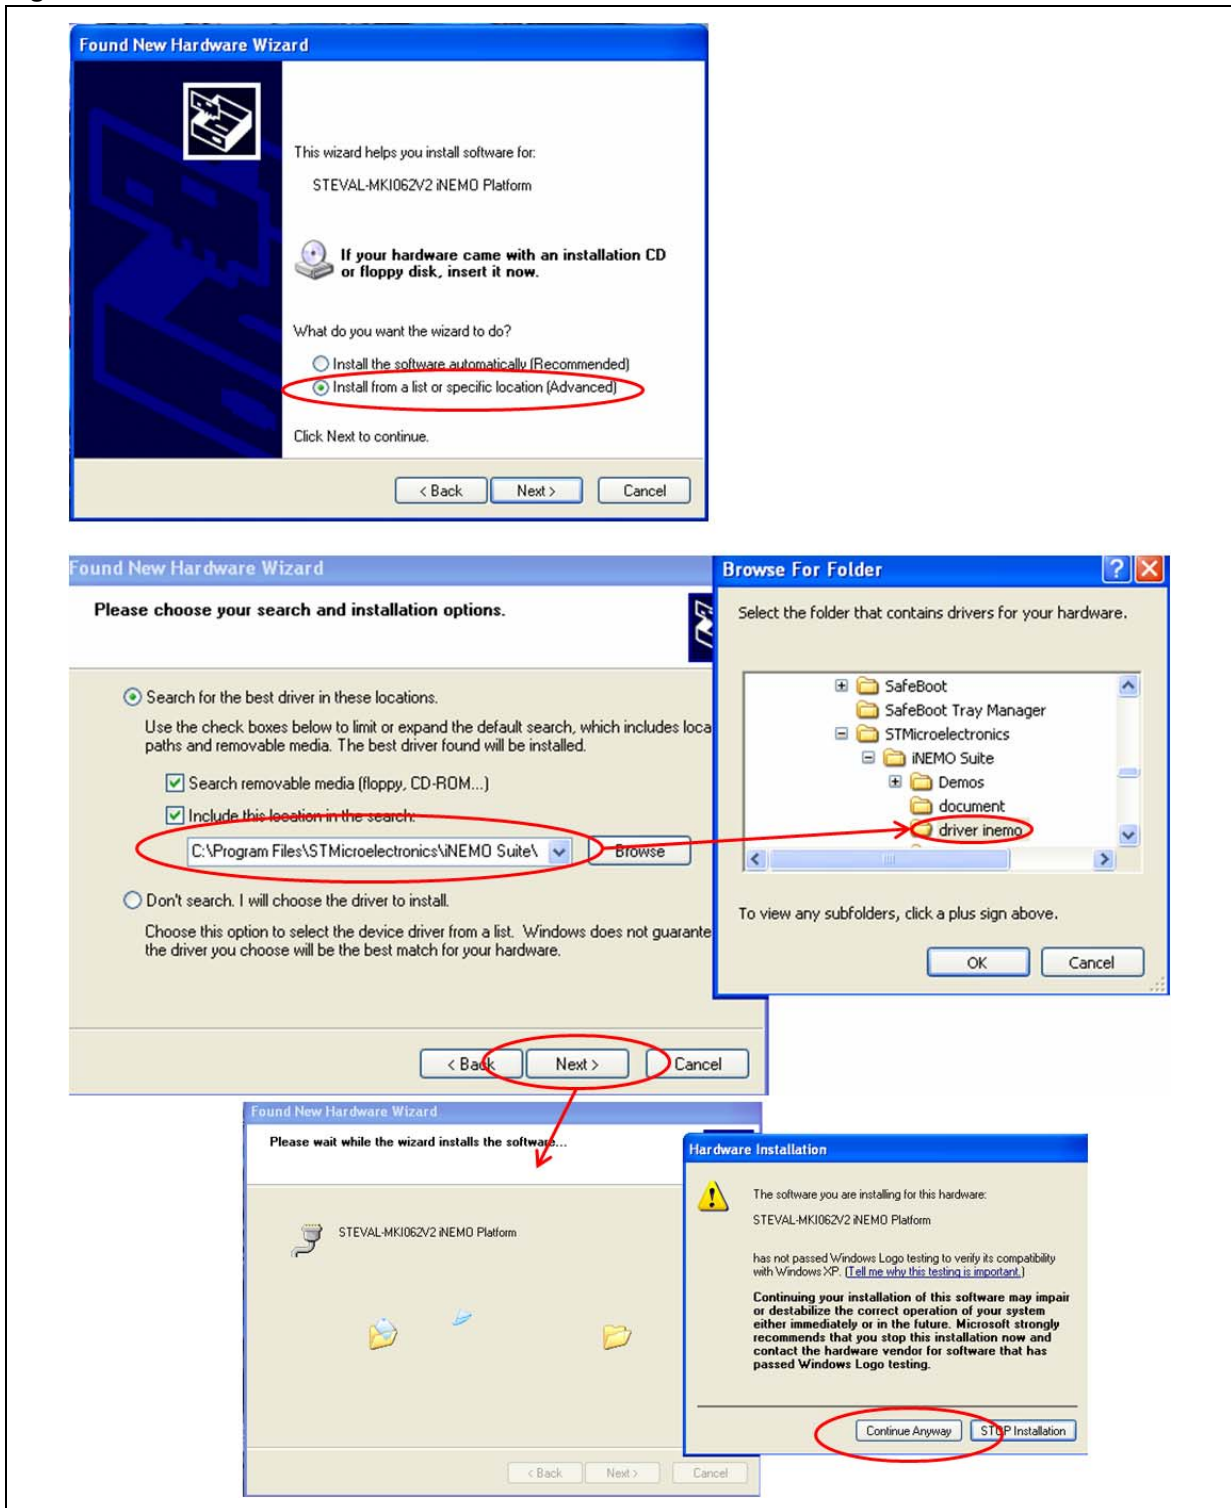 Found New Hardware Wizard
This wizard helps you install software for:
STEVAL-MKI062V2 iNEMO Platform
If your hardware came with an installation CD
or floppy disk, insert it now.
What do you want the wizard to do?
Install the software automatically (Recommended)
Install from a list or specific location (Advanced)
Click Next to continue.
< Back
Next >
Cancel
Found New Hardware Wizard
Please choose your search and installation options.
Search for the best driver in these locations.
Use the check boxes below to limit or expand the default search, which includes loca
paths and removable media. The best driver found will be installed.
Search removable media (floppy, CD-ROM...)
Include this location in the search:
C:\Program Files\STMicroelectronics\iNEMO Suite\
Browse
Don't search. I will choose the driver to install.
Choose this option to select the device driver from a list. Windows does not guarante
the driver you choose will be the best match for your hardware.
< Back
Next >
Cancel
Browse For Folder
Select the folder that contains drivers for your hardware.
SafeBoot
SafeBoot Tray Manager
STMicroelectronics
iNEMO Suite
Demos
document
driver inemo
To view any subfolders, click a plus sign above.
OK
Cancel
Found New Hardware Wizard
Please wait while the wizard installs the software...
STEVAL-MKI062V2 iNEMO Platform
< Back
Next >
Cancel
Hardware Installation
The software you are installing for this hardware:
STEVAL-MKI062V2 iNEMO Platform
has not passed Windows Logo testing to verify its compatibility
with Windows XP. (Tell me why this testing is important.)
Continuing your installation of this software may impair
or destabilize the correct operation of your system
either immediately or in the future. Microsoft strongly
recommends that you stop this installation now and
contact the hardware vendor for software that has
passed Windows Logo testing.
Continue Anyway
STOP Installation